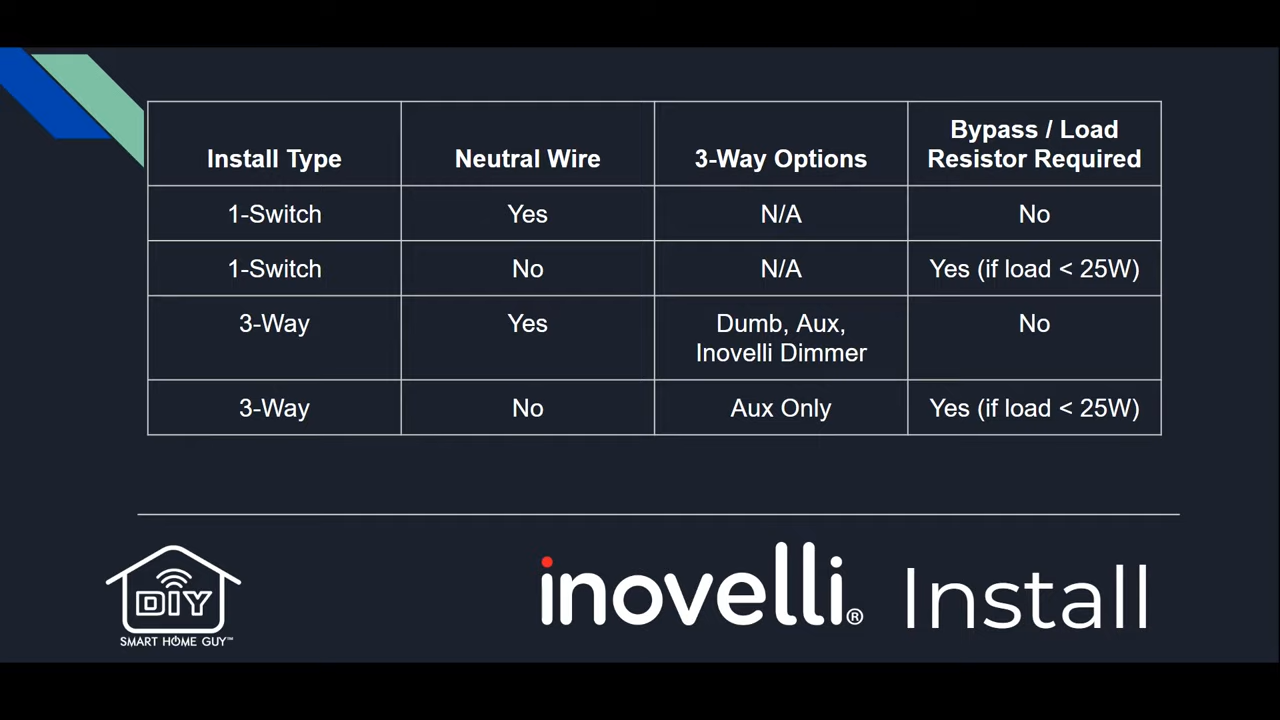 Install Type Neutral Wire 3-Way Options Bypass / Load Resistor Required
1-Switch Yes N/A No
1-Switch No N/A Yes (if load < 25W)
3-Way Yes Dumb, Aux, Inovelli Dimmer No
3-Way No Aux Only Yes (if load < 25W)
DIY
SMART HOME GUY™
inovelli® Install